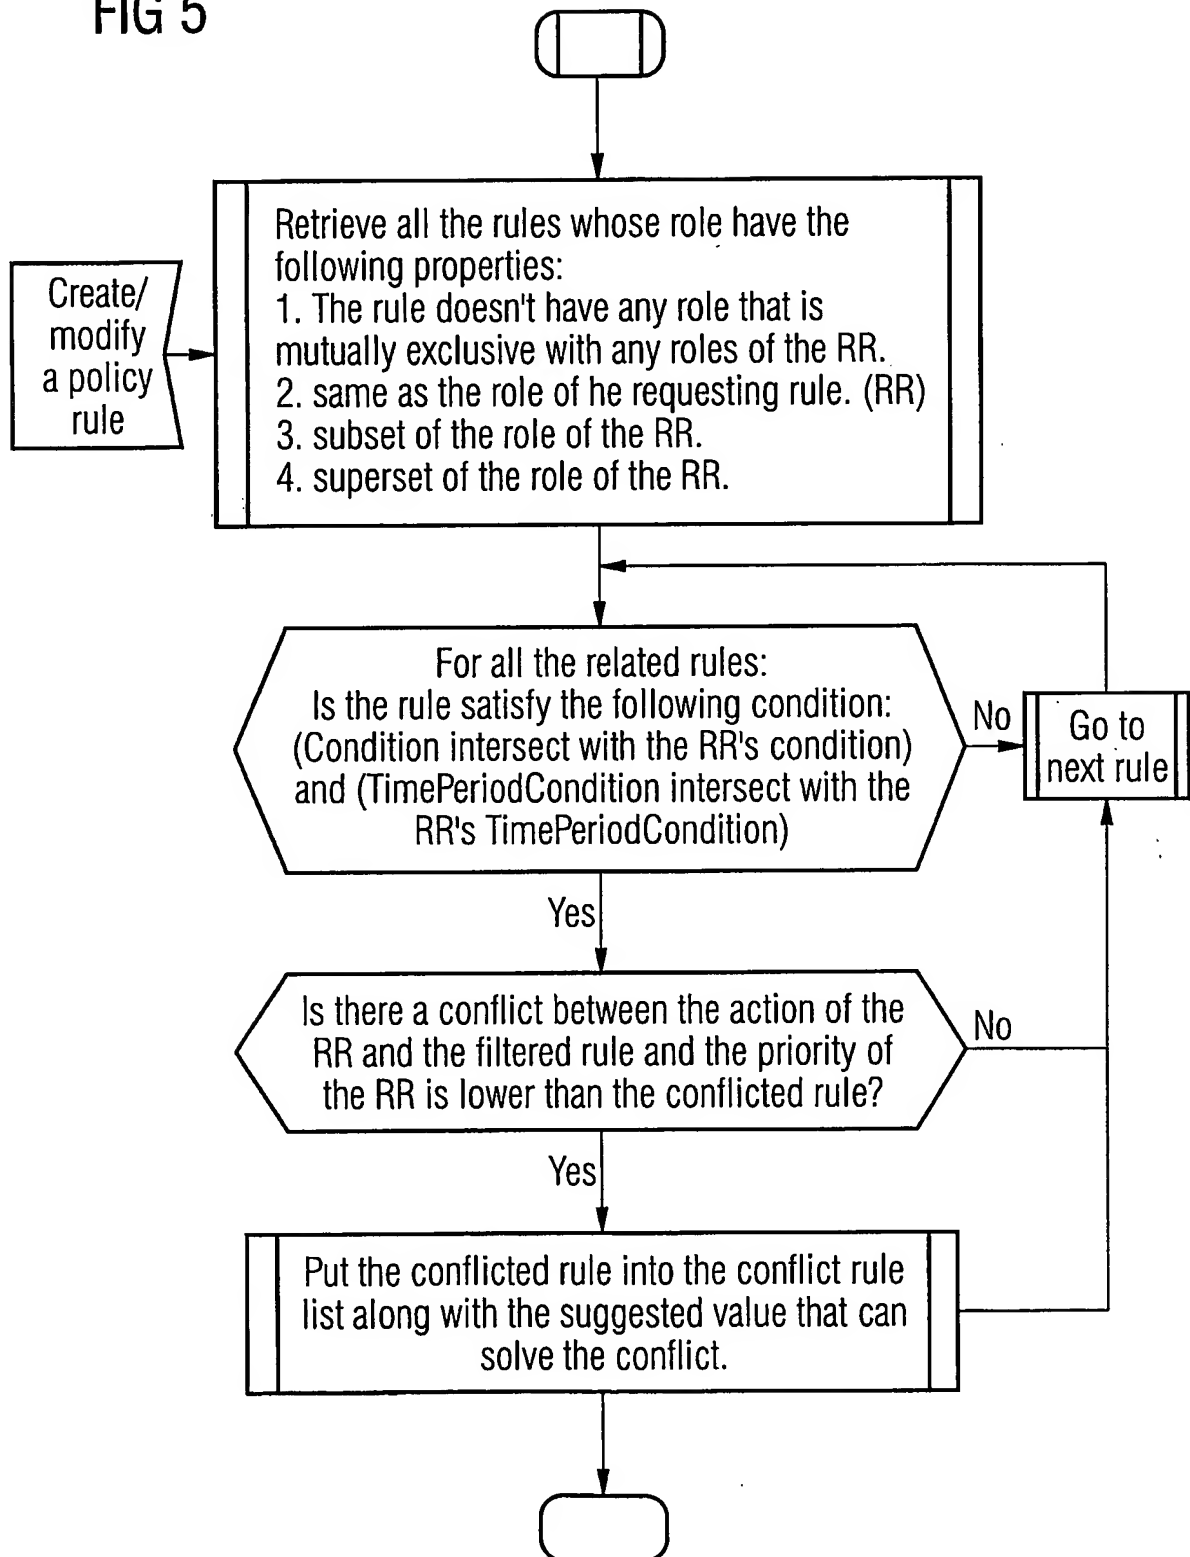 FIG 5
Retrieve all the rules whose role have the
following properties:
1. The rule doesn't have any role that is
mutually exclusive with any roles of the RR.
2. same as the role of he requesting rule. (RR)
3. subset of the role of the RR.
4. superset of the role of the RR.
Create/
modify
a policy
rule
For all the related rules:
Is the rule satisfy the following condition:
(Condition intersect with the RR's condition)
and (TimePeriodCondition intersect with the
RR's TimePeriodCondition)
No
Go to
next rule
Yes
Is there a conflict between the action of the
RR and the filtered rule and the priority of
the RR is lower than the conflicted rule?
No
Yes
Put the conflicted rule into the conflict rule
list along with the suggested value that can
solve the conflict.